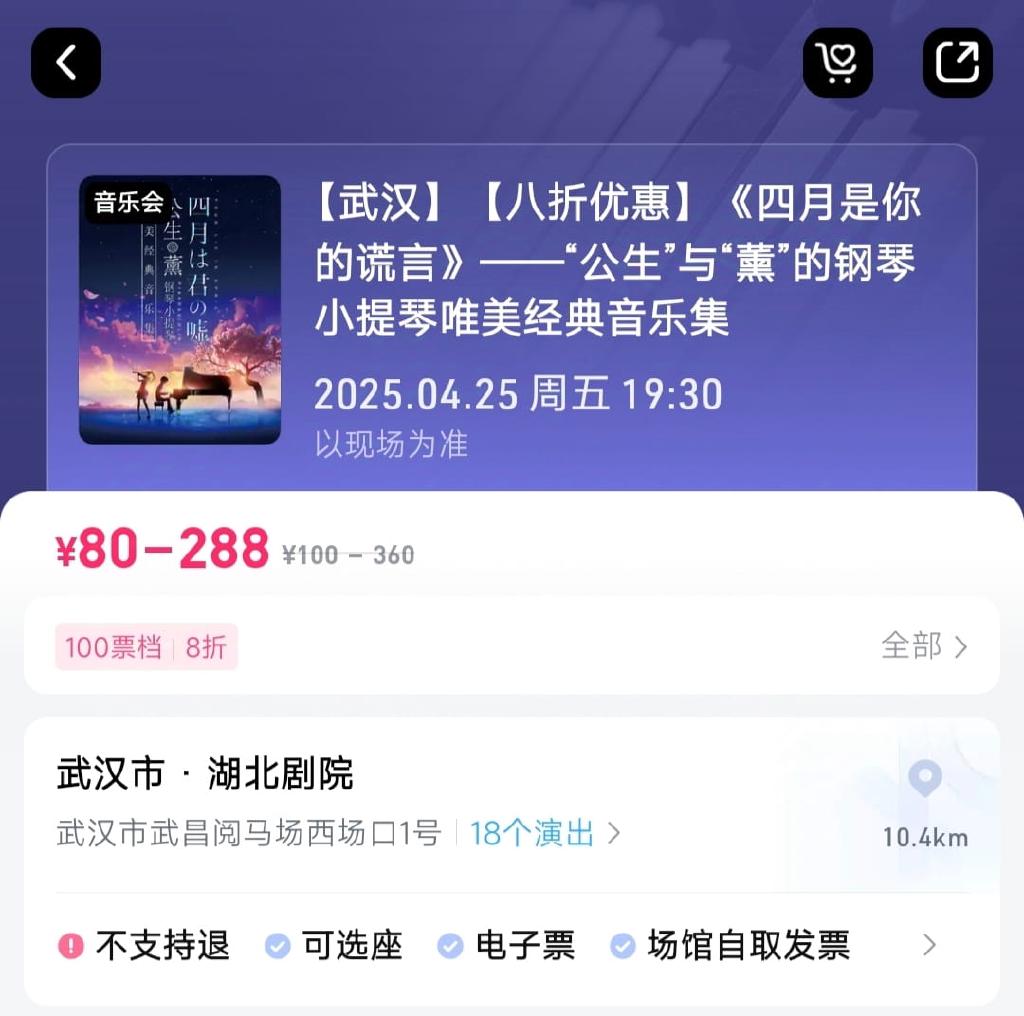 音乐会
四月は君の嘘
公生薫
钢琴小提琴
美经典音乐集
【武汉】【八折优惠】《四月是你
的谎言》——“公生”与“薰”的钢琴
小提琴唯美经典音乐集
2025.04.25 周五 19:30
以现场为准
¥80–288 ¥100 – 360
100票档 | 8折
全部
武汉市 · 湖北剧院
武汉市武昌阅马场西场口1号 | 18个演出
10.4km
不支持退 可选座 电子票 场馆自取发票